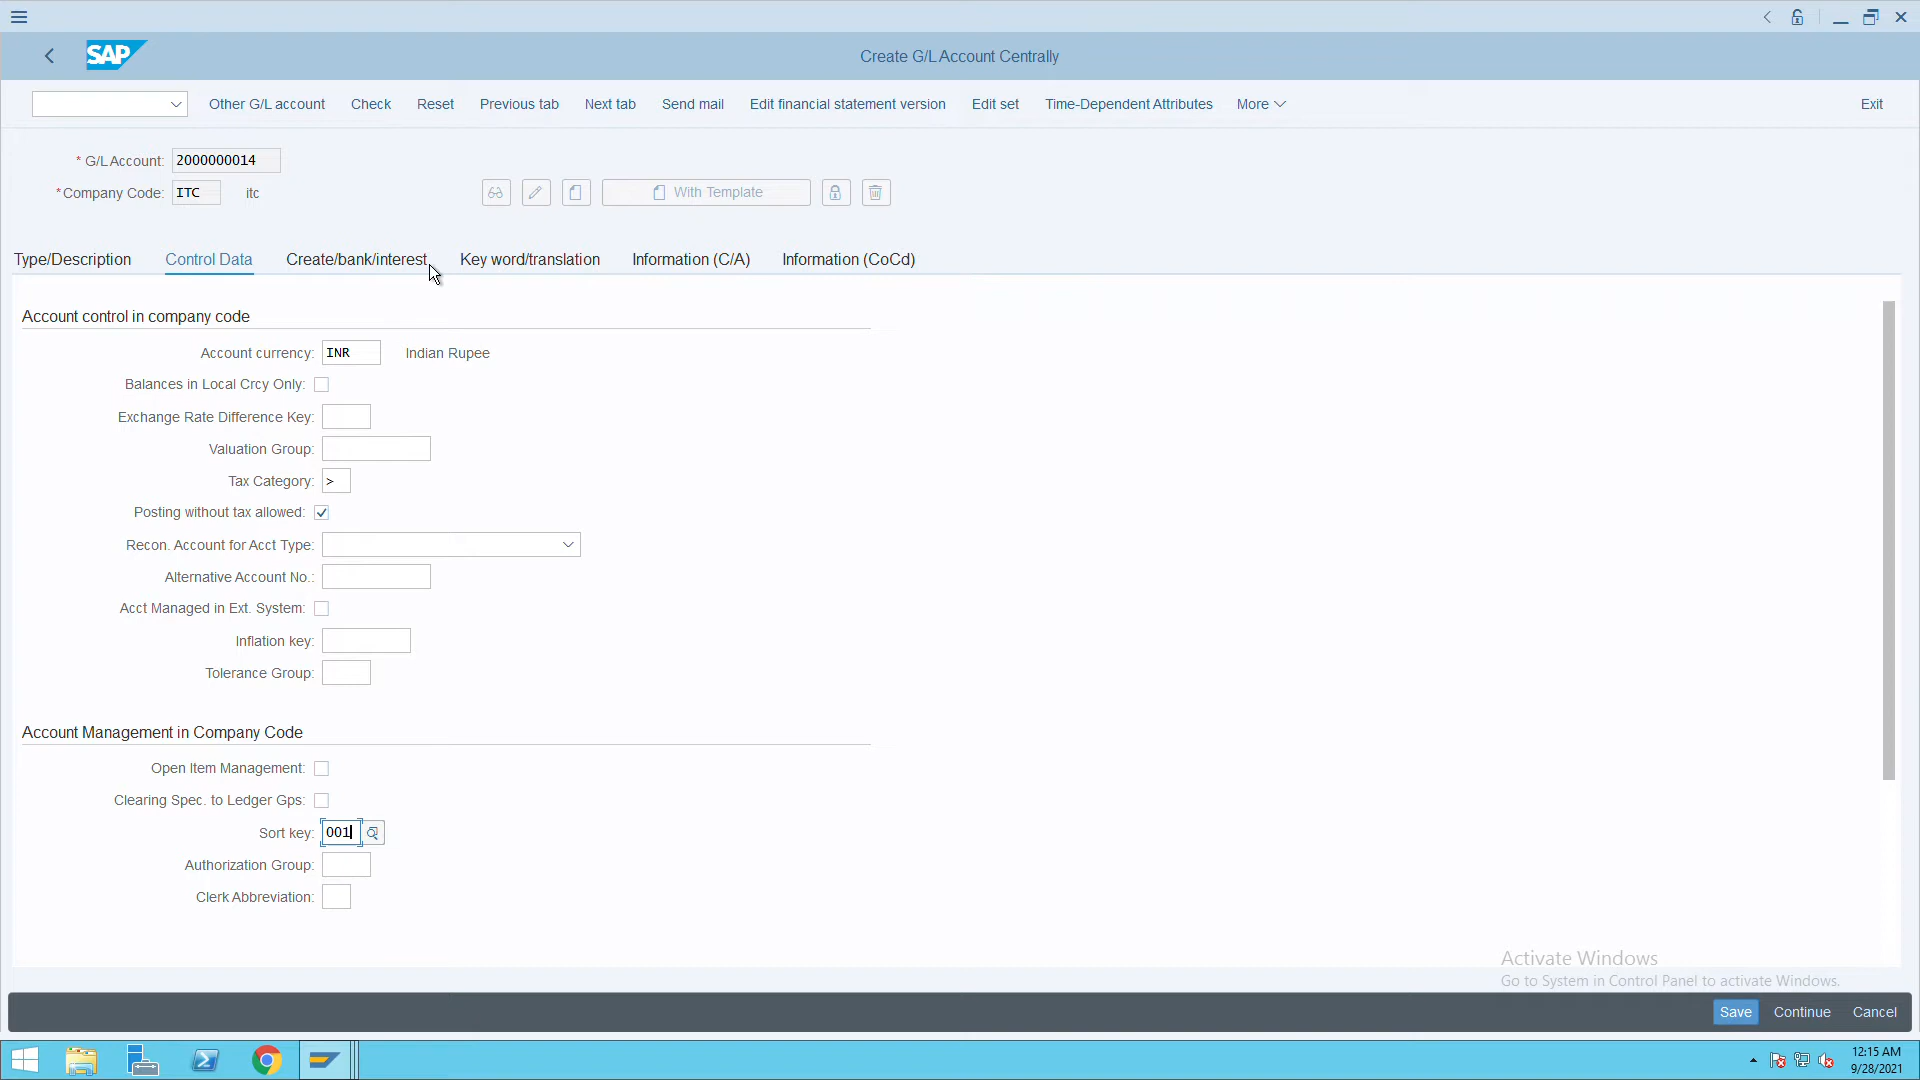 SAP
Create G/L Account Centrally
Other G/L account Check Reset Previous tab Next tab Send mail Edit financial statement version Edit set Time-Dependent Attributes More Exit
* G/L Account: 2000000014
* Company Code: ITC itc
With Template
Type/Description Control Data Create/bank/interest Key word/translation Information (C/A) Information (CoCd)
Account control in company code
Account currency: INR Indian Rupee
Balances in Local Crcy Only:
Exchange Rate Difference Key:
Valuation Group:
Tax Category: >
Posting without tax allowed:
Recon. Account for Acct Type:
Alternative Account No.:
Acct Managed in Ext. System:
Inflation key:
Tolerance Group:
Account Management in Company Code
Open Item Management:
Clearing Spec. to Ledger Gps:
Sort key: 001
Authorization Group:
Clerk Abbreviation:
Activate Windows
Go to System in Control Panel to activate Windows.
Save Continue Cancel
12:15 AM
9/28/2021